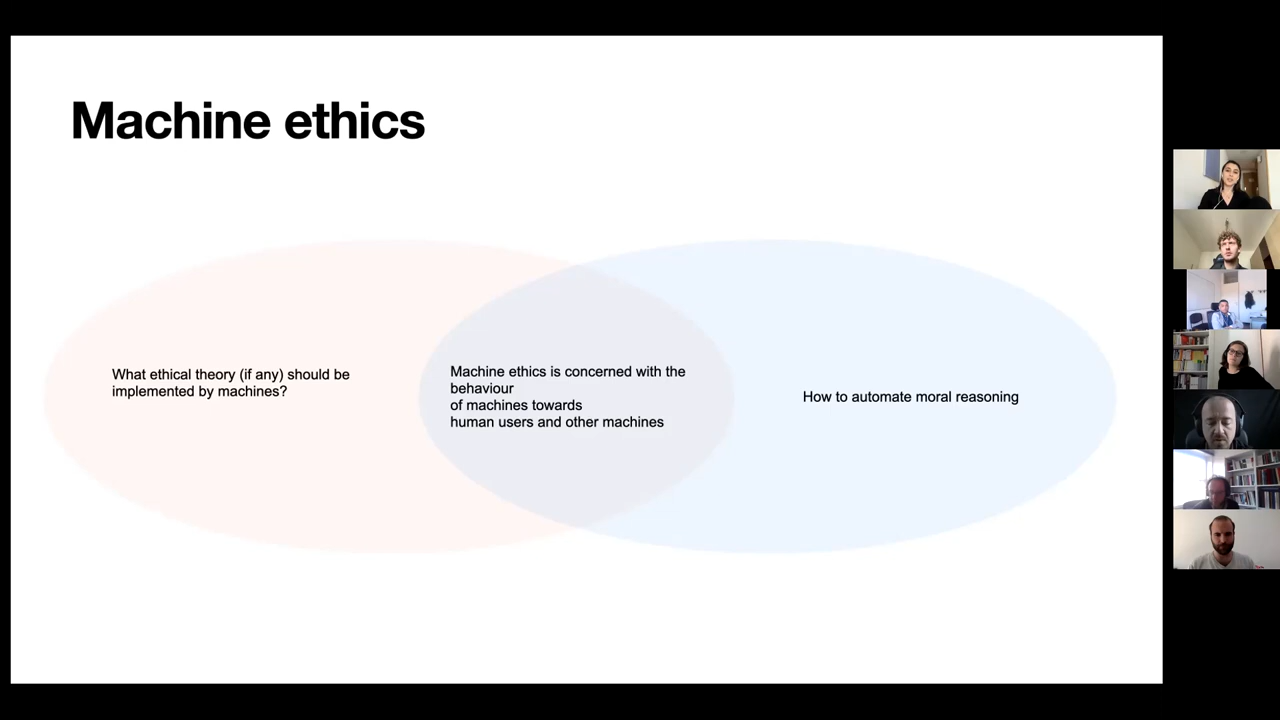 Machine ethics
What ethical theory (if any) should be
implemented by machines?
Machine ethics is concerned with the
behaviour
of machines towards
human users and other machines
How to automate moral reasoning